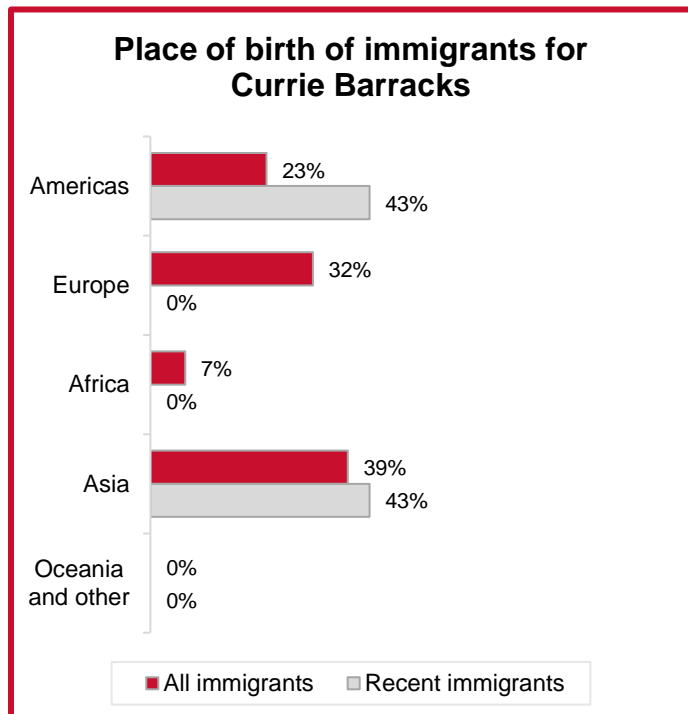 Place of birth of immigrants for
Currie Barracks
Americas
23%
43%
Europe
32%
0%
Africa
7%
0%
Asia
39%
43%
Oceania
and other
0%
0%
All immigrants
Recent immigrants